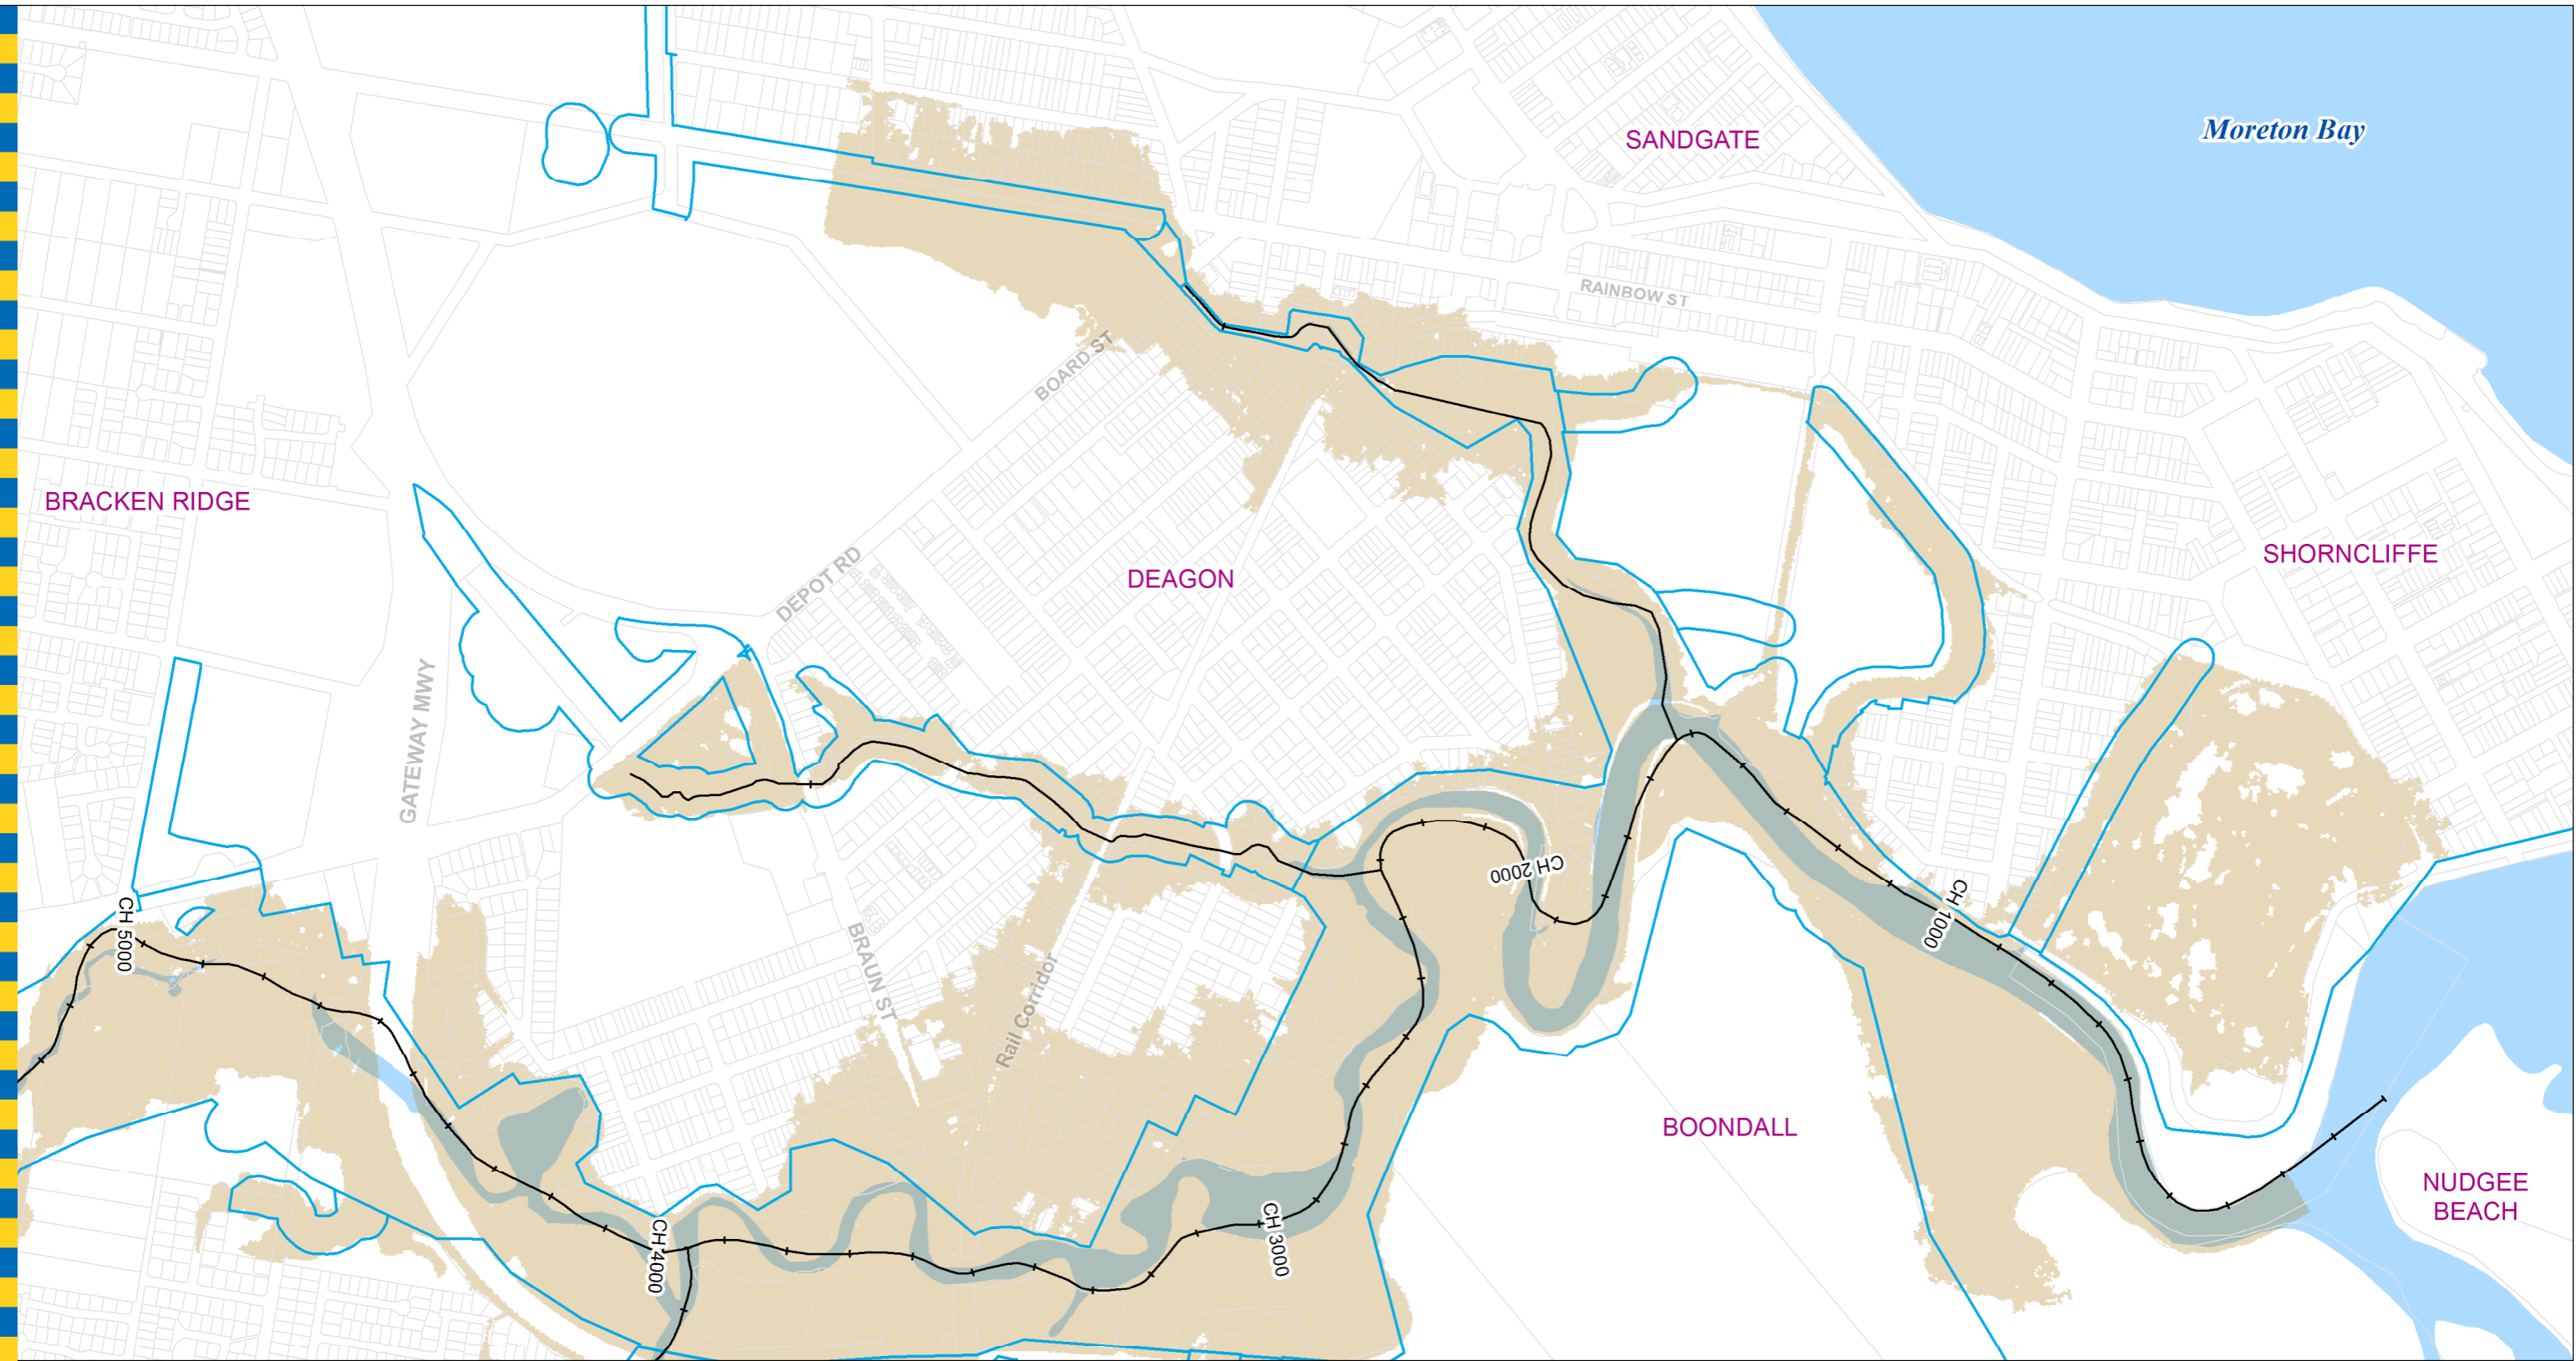 Moreton Bay
SANDGATE
RAINBOW ST
BOARD ST
BRACKEN RIDGE
SHORNCLIFFE
DEAGON
DEPOT RD
GATEWAY MWY
CH 2000
CH 1000
CH 5000
BRAUN ST
Rail Corridor
BOONDALL
NUDGEE
BEACH
CH 3000
CH 4000